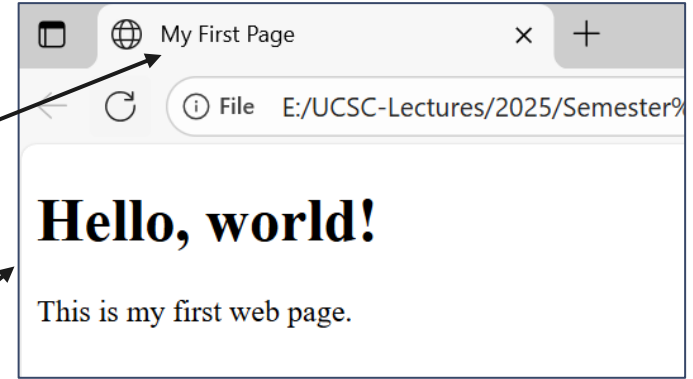 My First Page
File E:/UCSC-Lectures/2025/Semester%
Hello, world!
This is my first web page.